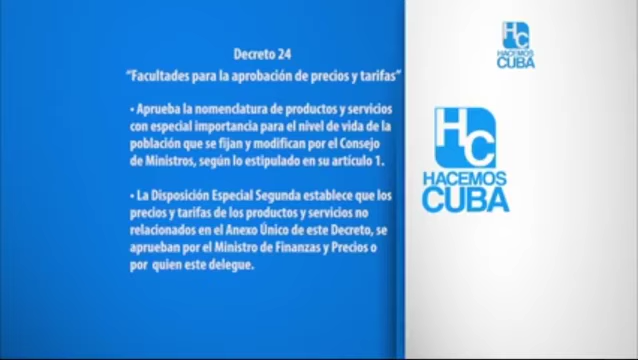 Decreto 24
“Facultades para la aprobación de precios y tarifas”
• Aprueba la nomenclatura de productos y servicios
con especial importancia para el nivel de vida de la
población que se fijan y modifican por el Consejo
de Ministros, según lo estipulado en su artículo 1.
• La Disposición Especial Segunda establece que los
precios y tarifas de los productos y servicios no
relacionados en el Anexo Único de este Decreto, se
aprueban por el Ministro de Finanzas y Precios o
por quien este delegue.
HC
HACEMOS
CUBA
HC
HACEMOS
CUBA